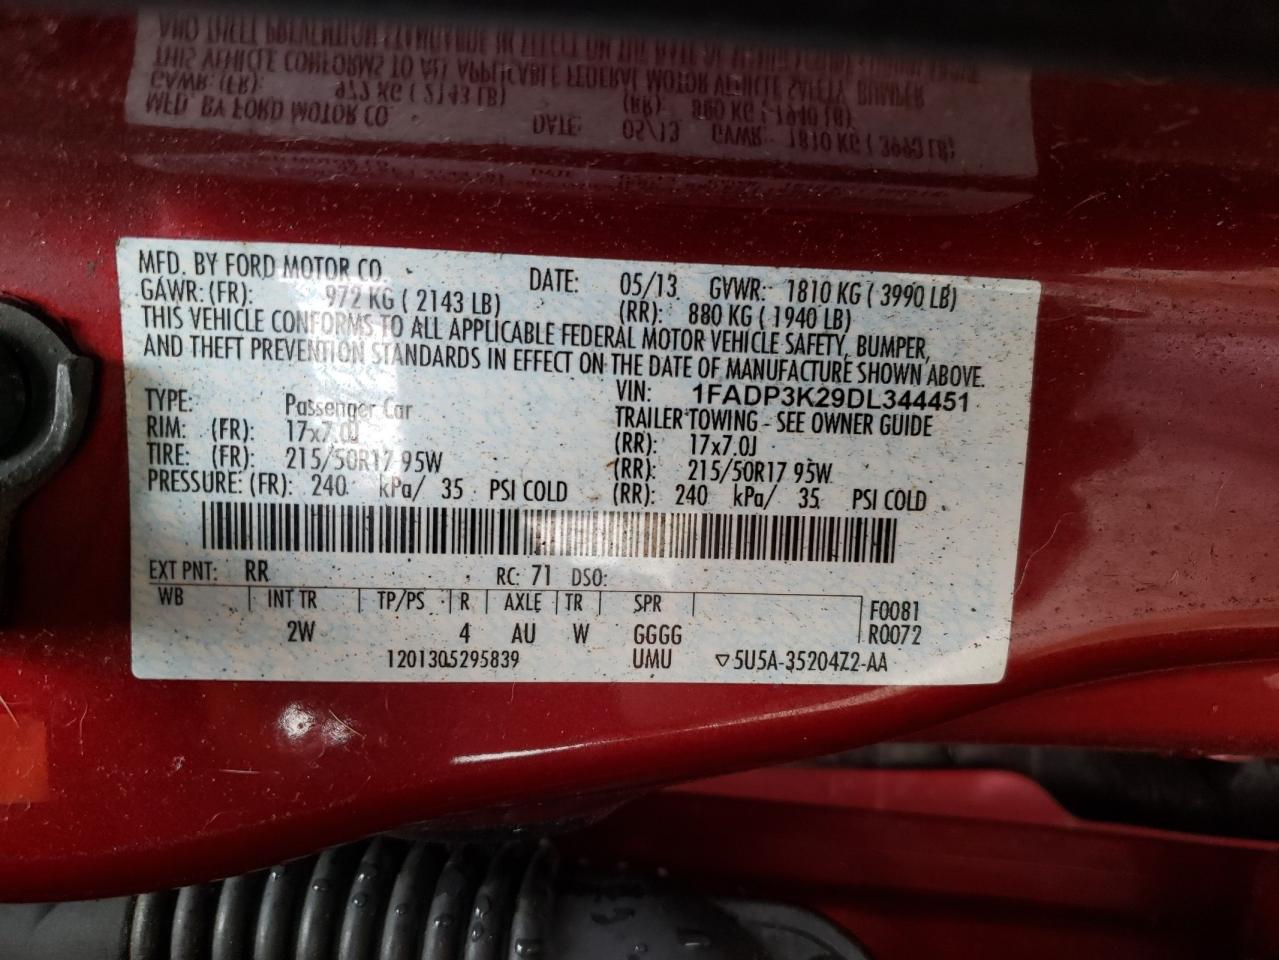 MFD. BY FORD MOTOR CO. DATE: 05/13 GVWR: 1810 KG ( 3990 LB)
GAWR: (FR): 972 KG ( 2143 LB) (RR): 880 KG ( 1940 LB)
THIS VEHICLE CONFORMS TO ALL APPLICABLE FEDERAL MOTOR VEHICLE SAFETY, BUMPER,
AND THEFT PREVENTION STANDARDS IN EFFECT ON THE DATE OF MANUFACTURE SHOWN ABOVE.
VIN: 1FADP3K29DL344451
TYPE: Passenger Car TRAILER TOWING - SEE OWNER GUIDE
RIM: (FR): 17x7.0J (RR): 17x7.0J
TIRE: (FR): 215/50R17 95W (RR): 215/50R17 95W
PRESSURE: (FR): 240 kPa/ 35 PSI COLD (RR): 240 kPa/ 35 PSI COLD
EXT PNT: RR RC: 71 DSO:
WB INT TR TP/PS R AXLE TR SPR F0081
2W 4 AU W GGGG R0072
1201305295839 UMU ▽5U5A-3520472-AA